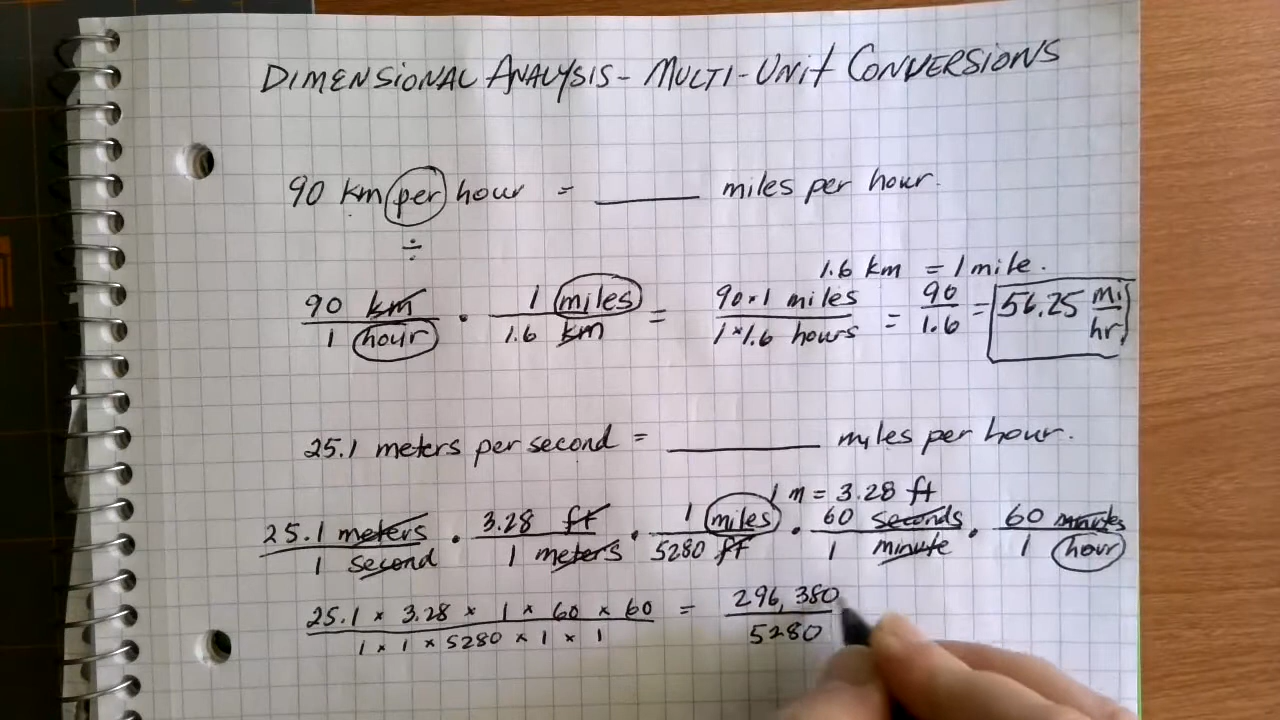 DIMENSIONAL ANALYSIS - MULTI-UNIT CONVERSIONS
90 km per hour = ______ miles per hour.
÷
1.6 km = 1 mile.
90 km / 1 hour · 1 miles / 1.6 km = 90 × 1 miles / 1 × 1.6 hours = 90 / 1.6 = 56.25 mi / hr.
25.1 meters per second = ________ myles per hour.
1 m = 3.28 ft
25.1 meters / 1 second · 3.28 ft / 1 meters · 1 miles / 5280 ft · 60 seconds / 1 minute · 60 minutes / 1 hour
25.1 × 3.28 × 1 × 60 × 60 / 1 × 1 × 5280 × 1 × 1 = 296,380 / 5280